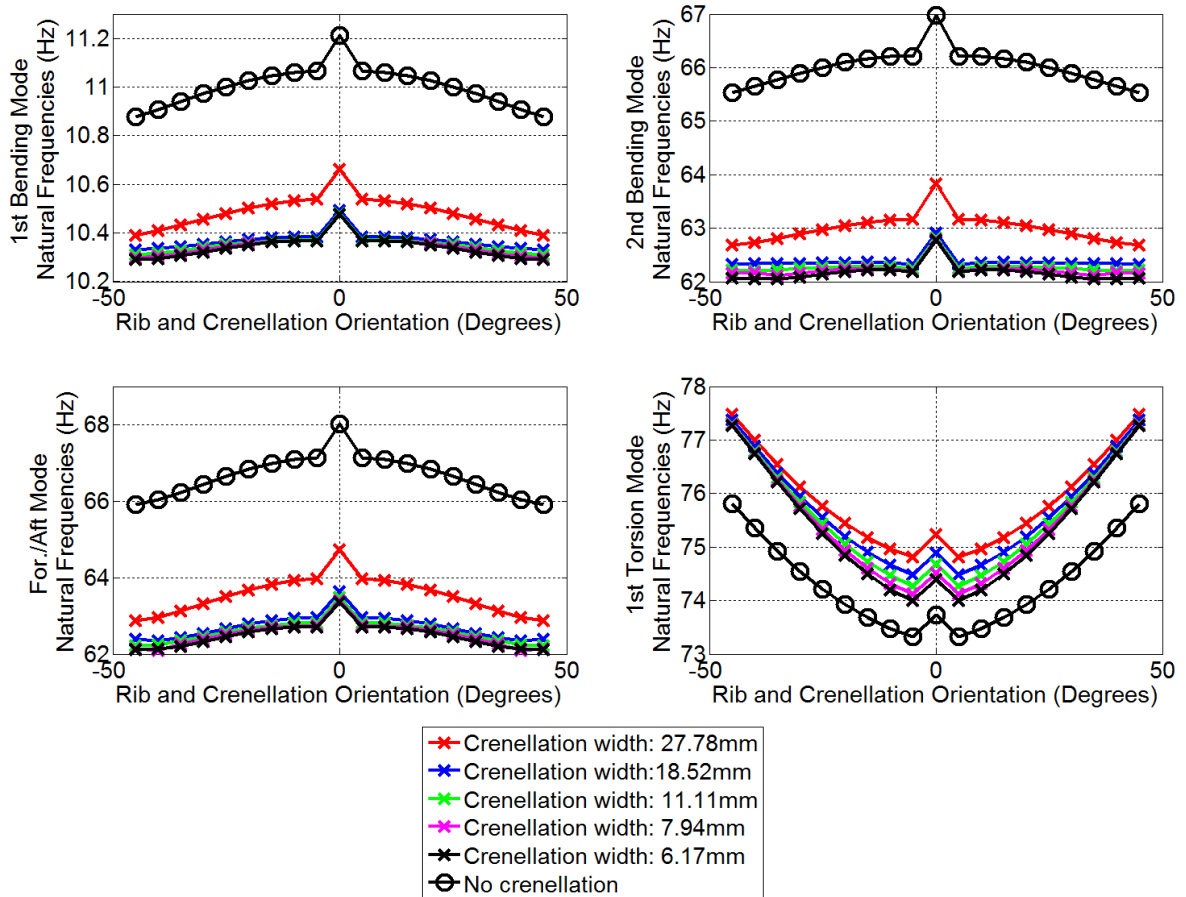 1st Bending Mode
Natural Frequencies (Hz)
11.2
11
10.8
10.6
10.4
10.2
-50
0
50
Rib and Crenellation Orientation (Degrees)
2nd Bending Mode
Natural Frequencies (Hz)
67
66
65
64
63
62
-50
0
50
Rib and Crenellation Orientation (Degrees)
For./Aft Mode
Natural Frequencies (Hz)
68
66
64
62
-50
0
50
Rib and Crenellation Orientation (Degrees)
1st Torsion Mode
Natural Frequencies (Hz)
78
77
76
75
74
73
-50
0
50
Rib and Crenellation Orientation (Degrees)
Crenellation width: 27.78mm
Crenellation width:18.52mm
Crenellation width: 11.11mm
Crenellation width: 7.94mm
Crenellation width: 6.17mm
No crenellation